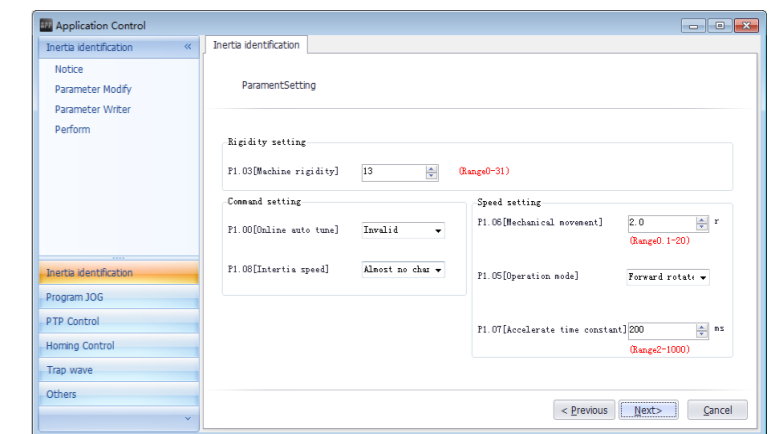 Application Control
Inertia identification «
Notice
Parameter Modify
Parameter Writer
Perform
Inertia identification
Program JOG
PTP Control
Homing Control
Trap wave
Others
Inertia identification
ParamentSetting
Rigidity setting
P1.03[Machine rigidity] 13 (Range0-31)
Command setting
P1.00[Online auto tune] Invalid
P1.08[Intertia speed] Almost no char
Speed setting
P1.06[Mechanical movement] 2.0 r
(Range0.1-20)
P1.05[Operation mode] Forward rotate
P1.07[Accelerate time constant] 200 ms
(Range2-1000)
< Previous Next> Cancel